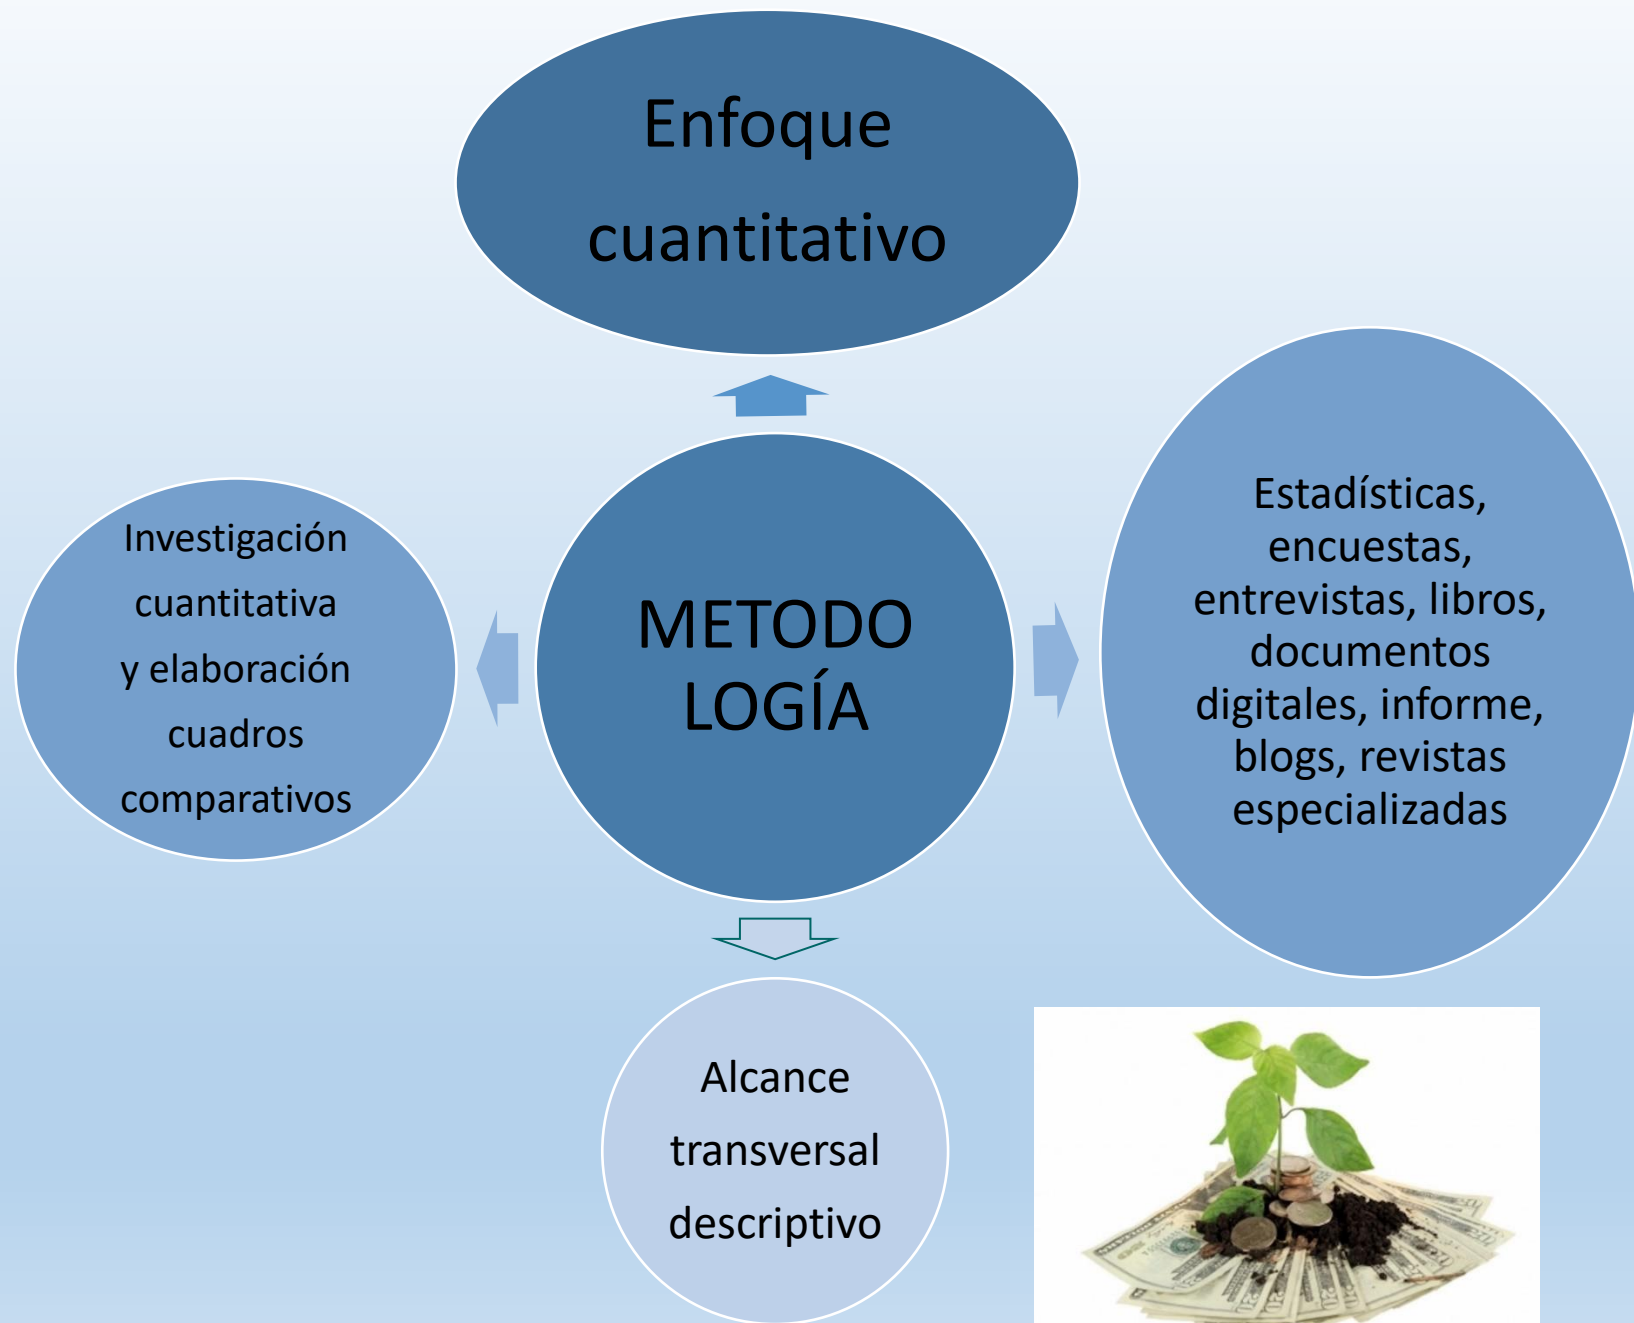 Enfoque
cuantitativo
Investigación
cuantitativa
y elaboración
cuadros
comparativos
METODO
LOGÍA
Estadísticas,
encuestas,
entrevistas, libros,
documentos
digitales, informe,
blogs, revistas
especializadas
Alcance
transversal
descriptivo